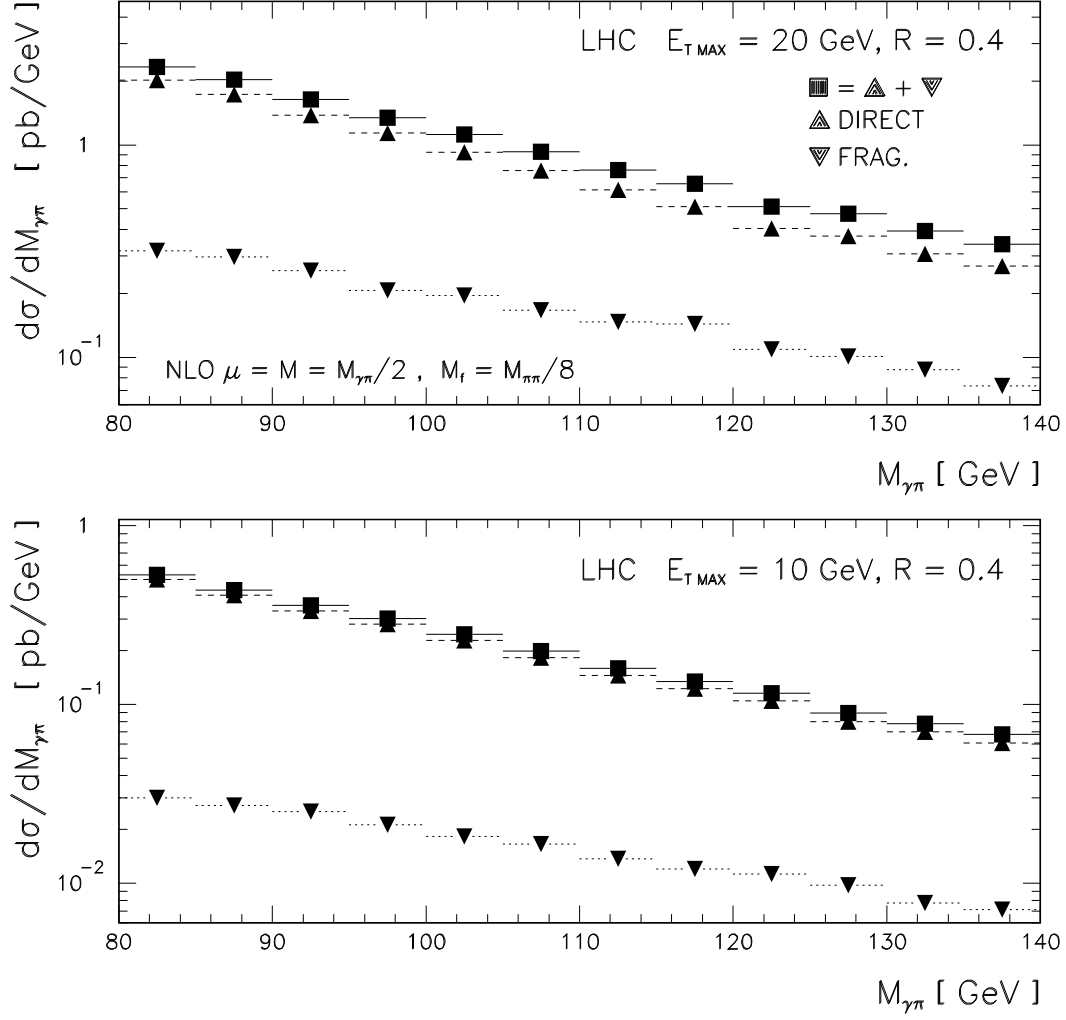 dσ/dM_γπ [ pb/GeV]
LHC E_T MAX = 20 GeV, R = 0.4
= +
DIRECT
FRAG.
1
10⁻¹
NLO μ = M = M_γπ/2 , M_f = M_ππ/8
80 90 100 110 120 130 140
M_γπ [ GeV]
dσ/dM_γπ [ pb/GeV]
1
LHC E_T MAX = 10 GeV, R = 0.4
10⁻¹
10⁻²
80 90 100 110 120 130 140
M_γπ [ GeV]